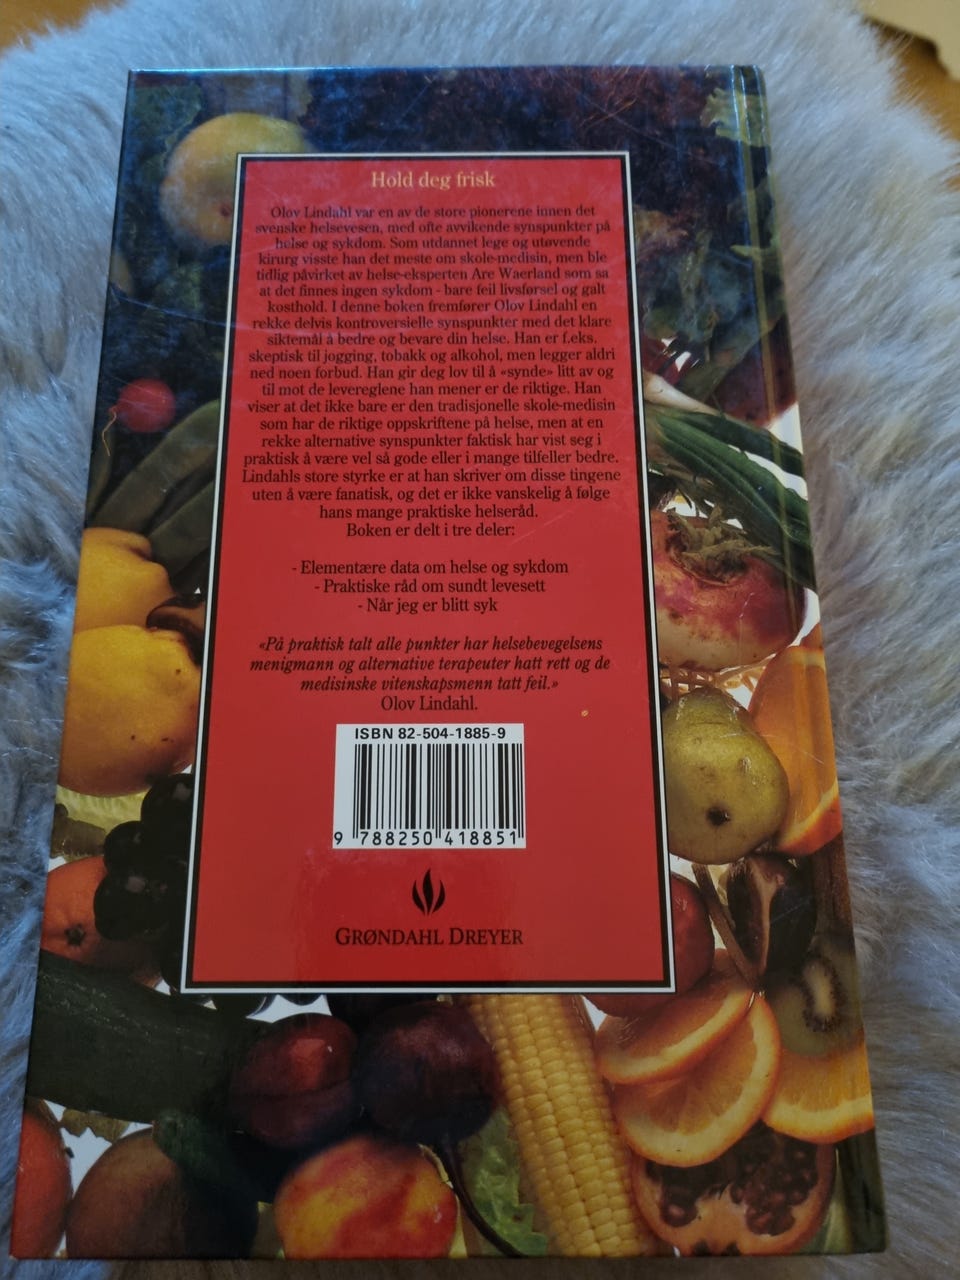 Hold deg frisk
Olov Lindahl var en av de store pionerene innen det
svenske helsevesen, med ofte avvikende synspunkter på
helse og sykdom. Som utdannet lege og utøvende
kirurg visste han det meste om skole-medisin, men ble
tidlig påvirket av helse-eksperten Are Waerland som sa
at det finnes ingen sykdom - bare feil livsførsel og galt
kosthold. I denne boken fremfører Olov Lindahl en
rekke delvis kontroversielle synspunkter med det klare
siktemål å bedre og bevare din helse. Han er f.eks.
skeptisk til jogging, tobakk og alkohol, men legger aldri
ned noen forbud. Han gir deg lov til å «synde» litt av og
til mot de levereglene han mener er de riktige. Han
viser at det ikke bare er den tradisjonelle skole-medisin
som har de riktige oppskriftene på helse, men at en
rekke alternative synspunkter faktisk har vist seg i
praktisk å være vel så gode eller i mange tilfeller bedre.
Lindahls store styrke er at han skriver om disse tingene
uten å være fanatisk, og det er ikke vanskelig å følge
hans mange praktiske helseråd.
Boken er delt i tre deler:
- Elementære data om helse og sykdom
- Praktiske råd om sundt levesett
- Når jeg er blitt syk
«På praktisk talt alle punkter har helsebevegelsens
menigmann og alternative terapeuter hatt rett og de
medisinske vitenskapsmenn tatt feil.»
Olov Lindahl.
ISBN 82-504-1885-9
9 788250 418851
GRØNDAHL DREYER